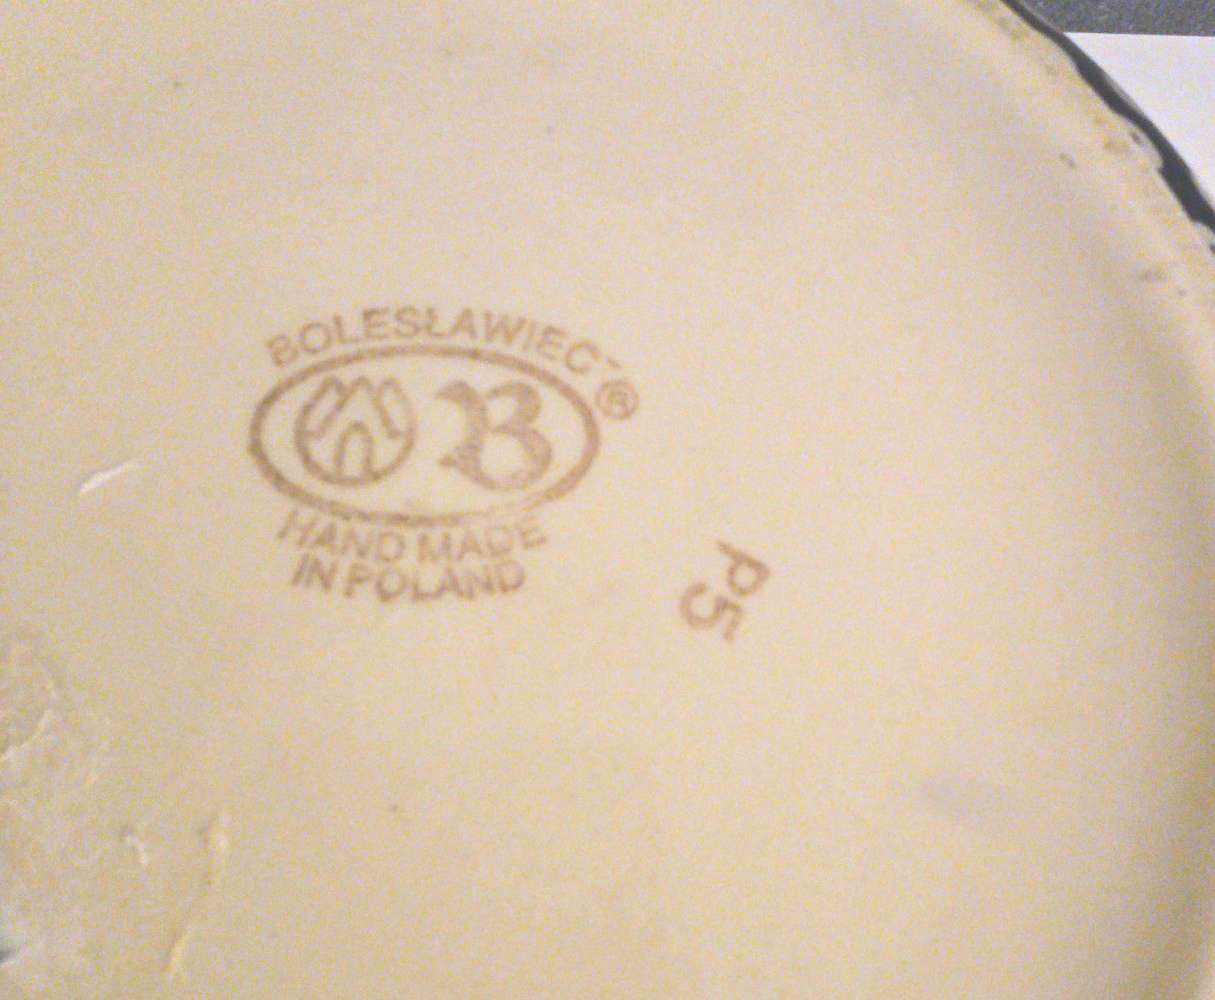 BOLESŁAWIEC ®
B
HAND MADE
IN POLAND
P5